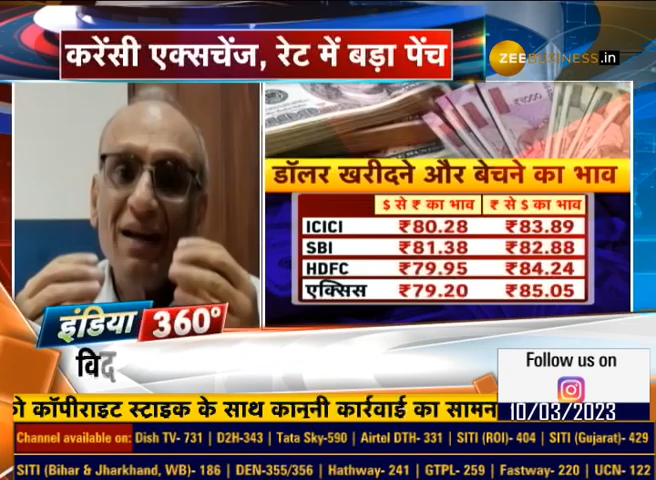 करेंसी एक्सचेंज, रेट में बड़ा पेंच
ZEEBUSINESS.in
₹2000
डॉलर खरीदने और बेचने का भाव
$ से ₹ का भाव ₹ से $ का भाव
ICICI ₹80.28 ₹83.89
SBI ₹81.38 ₹82.88
HDFC ₹79.95 ₹84.24
एक्सिस ₹79.20 ₹85.05
इंडिया 360°
विद
Follow us on
को कॉपीराइट स्टाइक के साथ कानूनी कार्रवाई का सामन
10/03/2023
Channel available on: Dish TV- 731 | D2H-343 | Tata Sky-590 | Airtel DTH- 331 | SITI (ROI)- 404 | SITI (Gujarat)- 429
SITI (Bihar & Jharkhand, WB)- 186 | DEN-355/356 | Hathway- 241 | GTPL- 259 | Fastway- 220 | UCN- 122